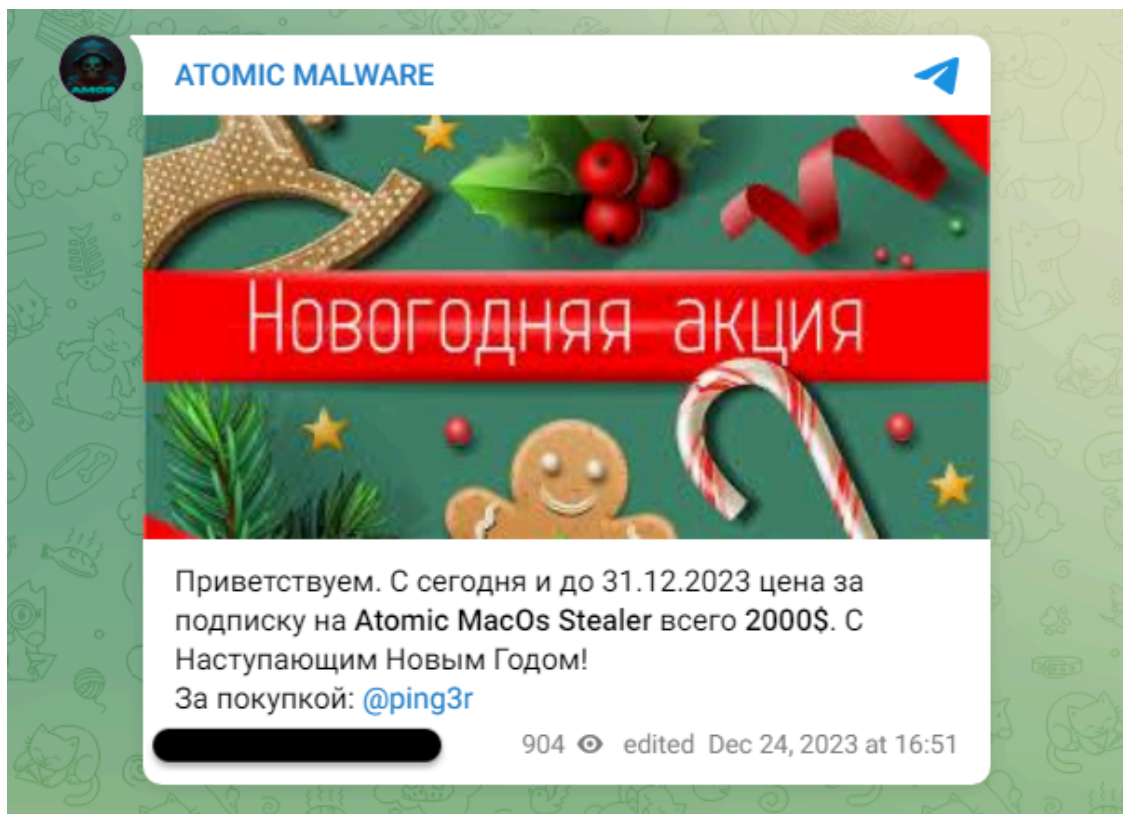 ATOMIC MALWARE
AMOS
Новогодняя акция
Приветствуем. С сегодня и до 31.12.2023 цена за
подписку на Atomic MacOs Stealer всего 2000$. С
Наступающим Новым Годом!
За покупкой: @ping3r
904 edited Dec 24, 2023 at 16:51